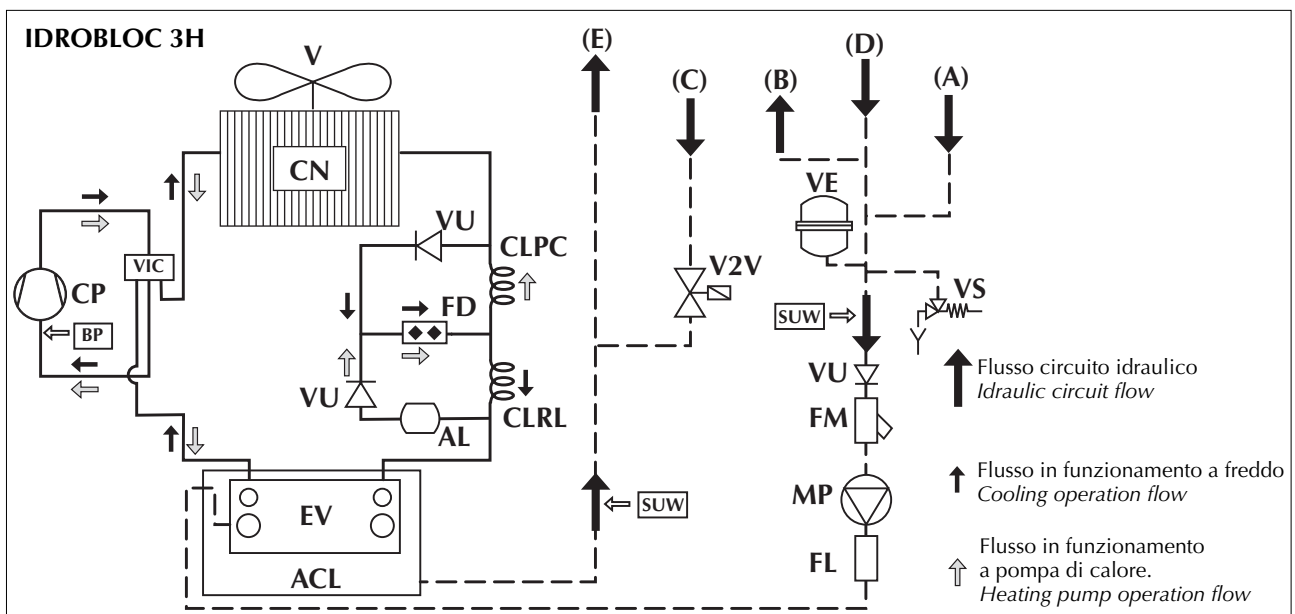 IDROBLOC 3H
V
(E)
(D)
(C)
(B)
(A)
CN
VE
VU
CLPC
VIC
V2V
CP
FD
VS
BP
SUW
Flusso circuito idraulico
Idraulic circuit flow
VU
VU
CLRL
FM
AL
Flusso in funzionamento a freddo
Cooling operation flow
MP
EV
SUW
Flusso in funzionamento
a pompa di calore.
Heating pump operation flow
FL
ACL